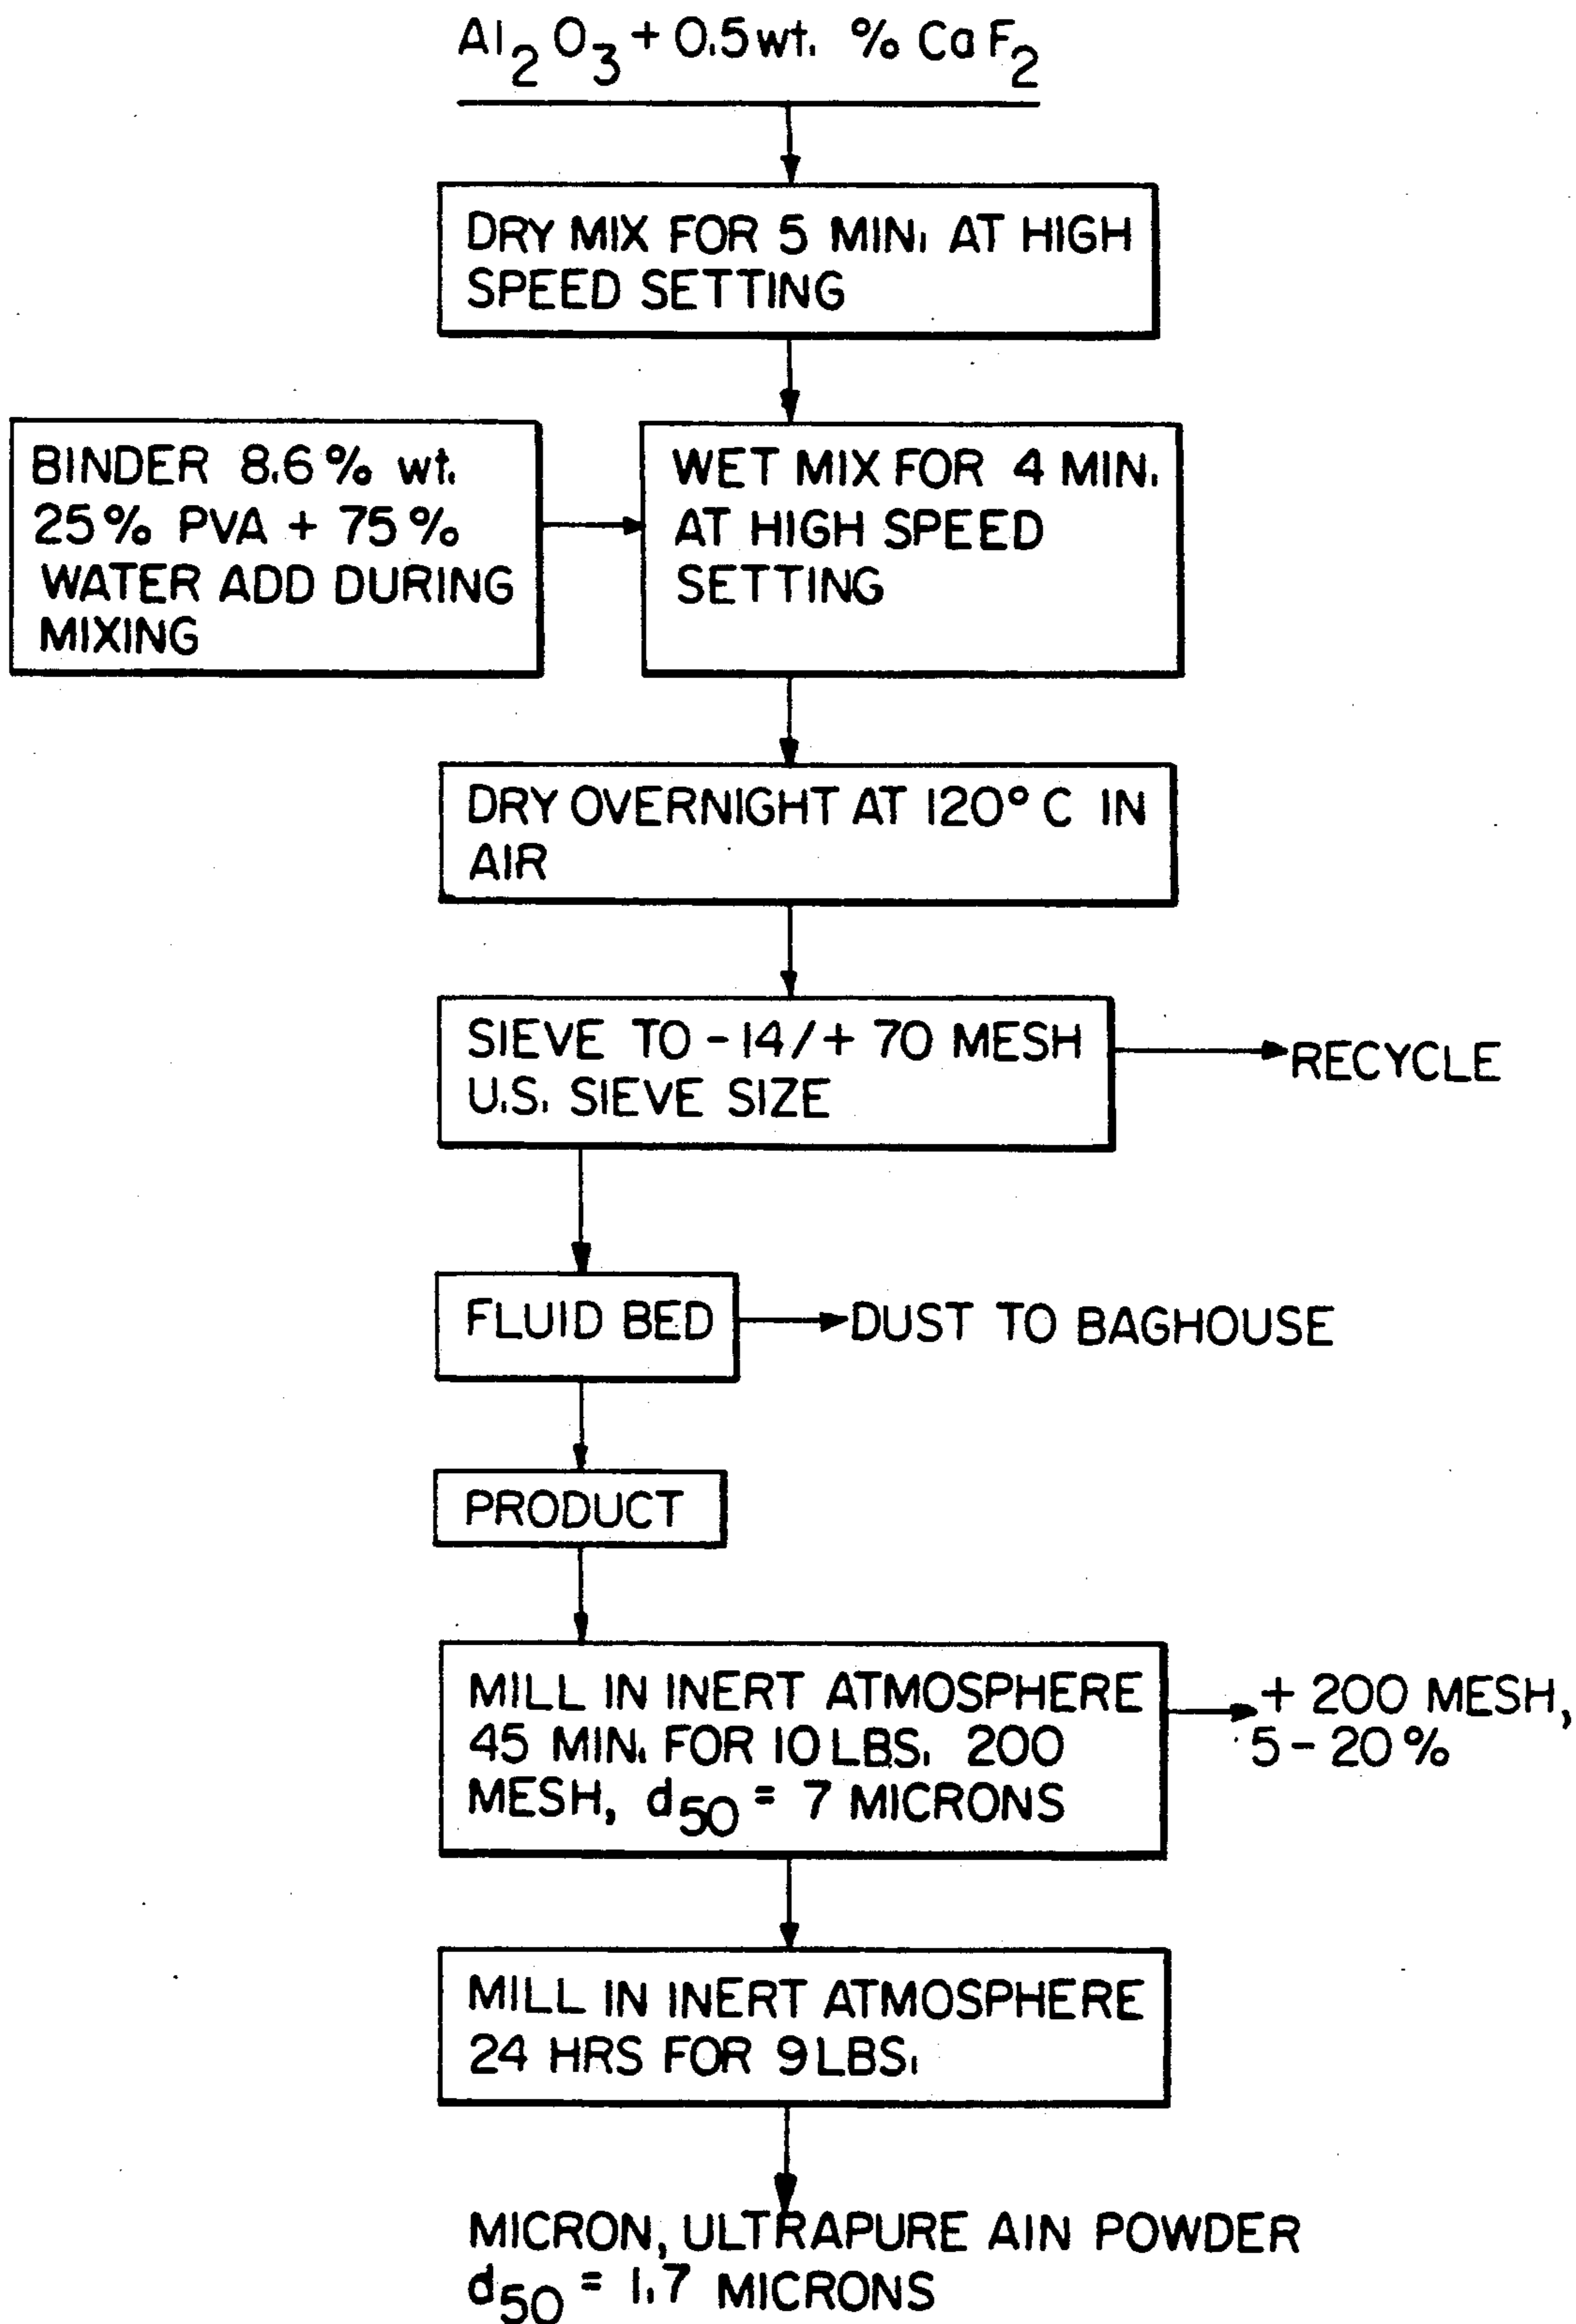 Al2O3 + 0.5 wt. % CaF2
DRY MIX FOR 5 MIN. AT HIGH
SPEED SETTING
BINDER 8.6% wt.
25% PVA + 75%
WATER ADD DURING
MIXING
WET MIX FOR 4 MIN.
AT HIGH SPEED
SETTING
DRY OVERNIGHT AT 120° C IN
AIR
SIEVE TO -14/+ 70 MESH
U.S. SIEVE SIZE
RECYCLE
FLUID BED
DUST TO BAGHOUSE
PRODUCT
MILL IN INERT ATMOSPHERE
45 MIN. FOR 10 LBS. 200
MESH, d50 = 7 MICRONS
+ 200 MESH,
5-20%
MILL IN INERT ATMOSPHERE
24 HRS FOR 9 LBS.
MICRON, ULTRAPURE AlN POWDER
d50 = 1.7 MICRONS